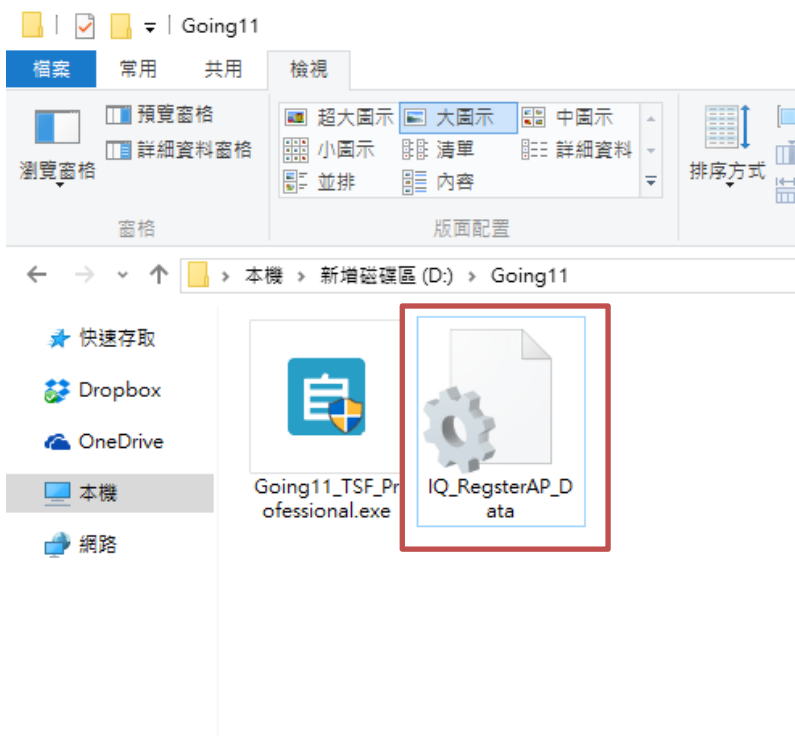 Going11
檔案 常用 共用 檢視
預覽窗格
詳細資料窗格
瀏覽窗格
超大圖示 大圖示 中圖示
小圖示 清單 詳細資料
並排 內容
排序方式
窗格 版面配置
本機 新增磁碟區 (D:) Going11
快速存取
Dropbox
OneDrive
本機
網路
自
Going11_TSF_Pr
ofessional.exe
IQ_RegsterAP_D
ata